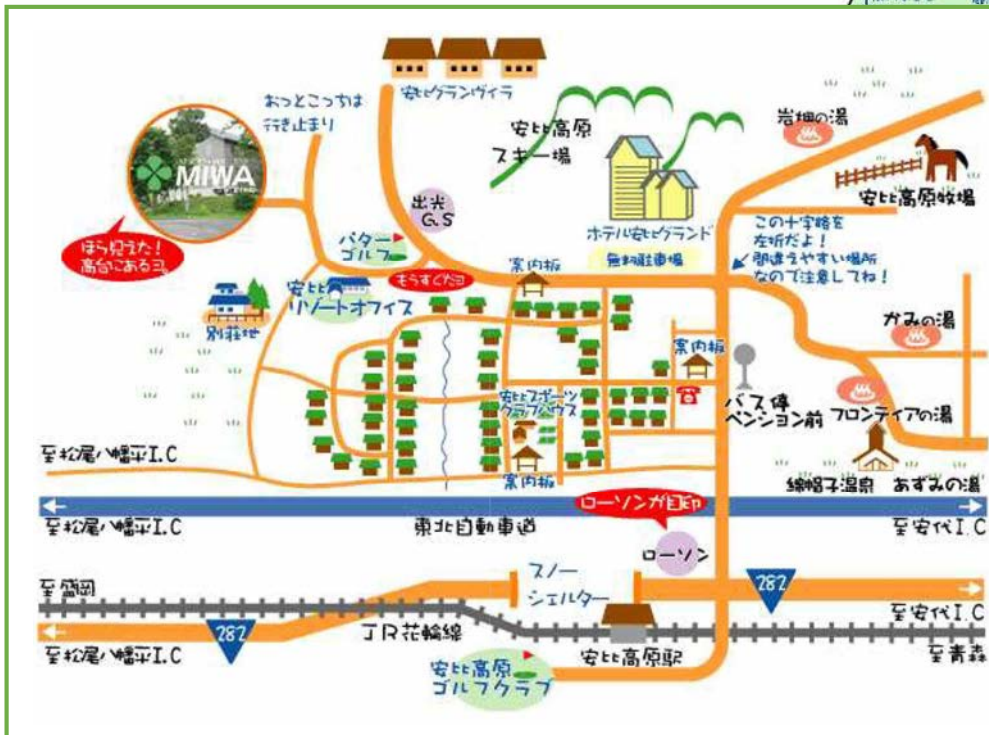 安比グランヴィラ
おっとこっちは
行き止まり
MIWA
ほら見えた!
高台にあるヨ。
安比高原
スキー場
岩畑の湯
安比高原牧場
出光
G.S
パター
ゴルフ
もうすぐだヨ
ホテル安比グランド
無料駐車場
この十字路を
左折だよ!
間違えやすい場所
なので注意してね!
案内板
安比
リゾートオフィス
別荘地
かみの湯
案内板
安比スポーツ
クラブハウス
バス停
ペンション前
フロンティアの湯
至松尾八幡平I.C
案内板
綿帽子温泉 あずみの湯
ローソンが目印
至松尾八幡平I.C
東北自動車道
至安代I.C
ローソン
スノー
シェルター
至盛岡
282
至安代I.C
282
JR花輪線
至松尾八幡平I.C
安比高原駅
至青森
安比高原
ゴルフクラブ